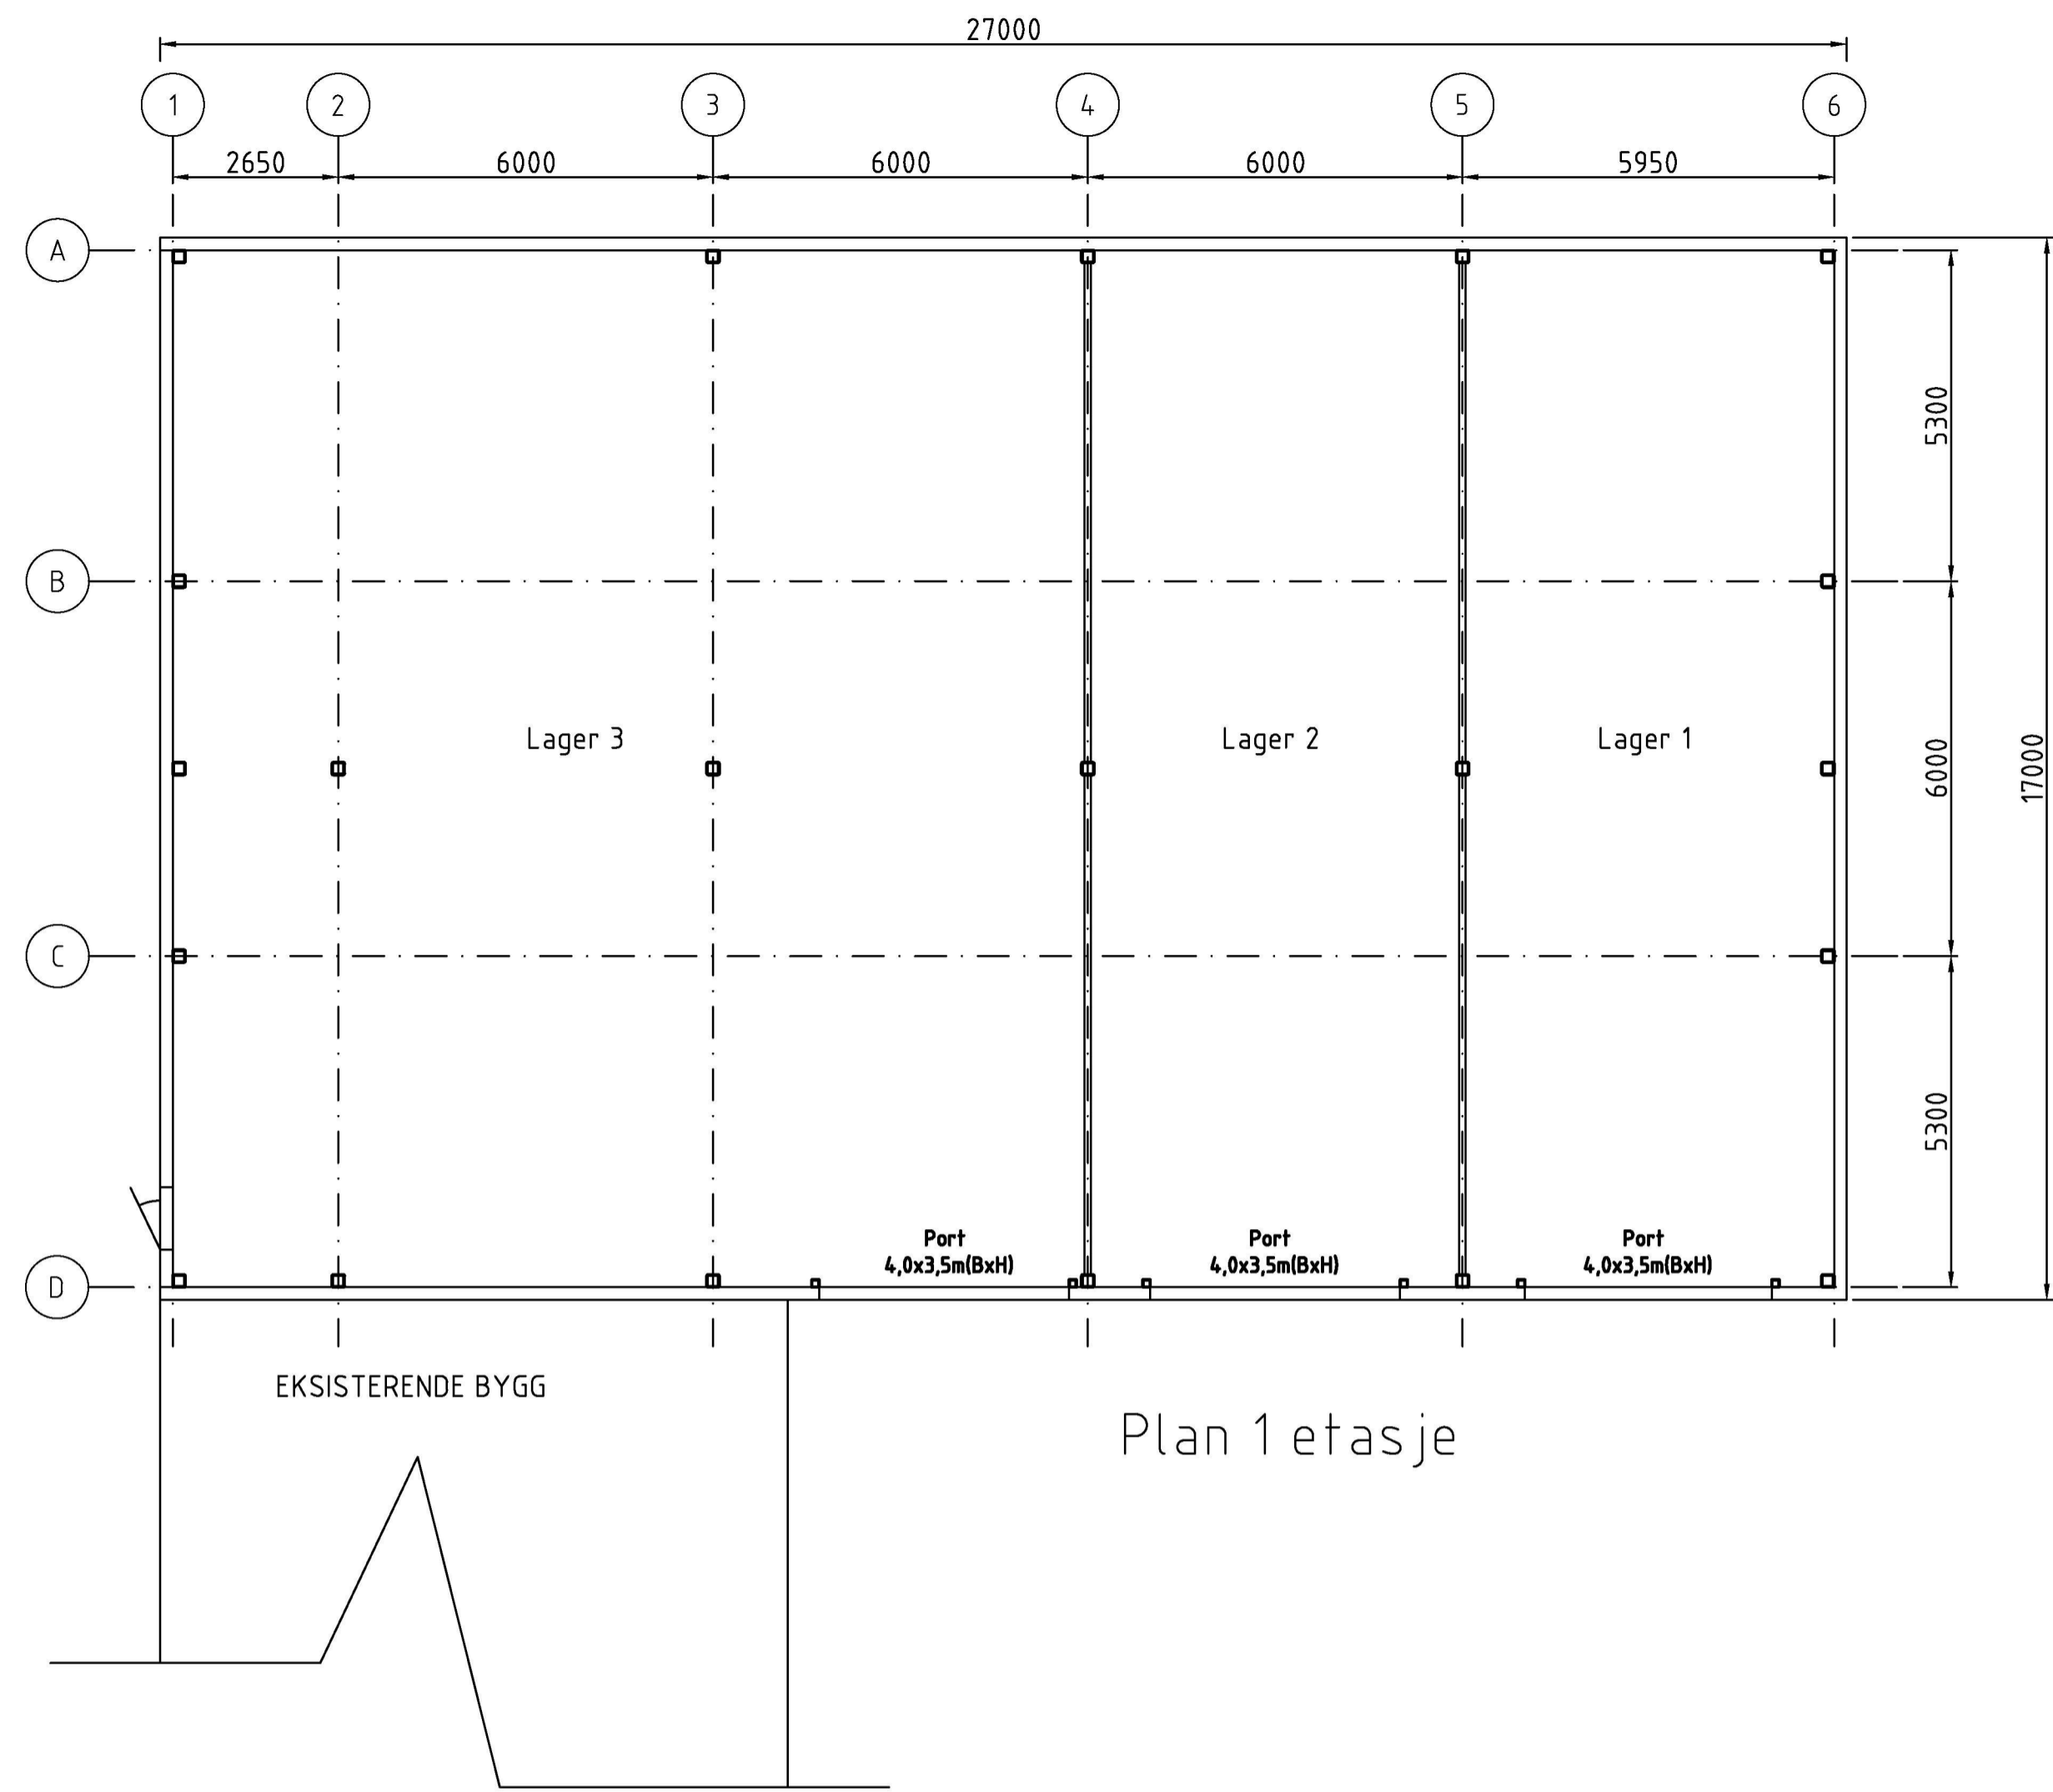 27000
1 2 3 4 5 6
2650 6000 6000 6000 5950
A
5300
B
Lager 3 Lager 2 Lager 1
6000
17000
C
5300
Port Port Port
4,0x3,5m(BxH) 4,0x3,5m(BxH) 4,0x3,5m(BxH)
D
EKSISTERENDE BYGG
Plan 1 etasje